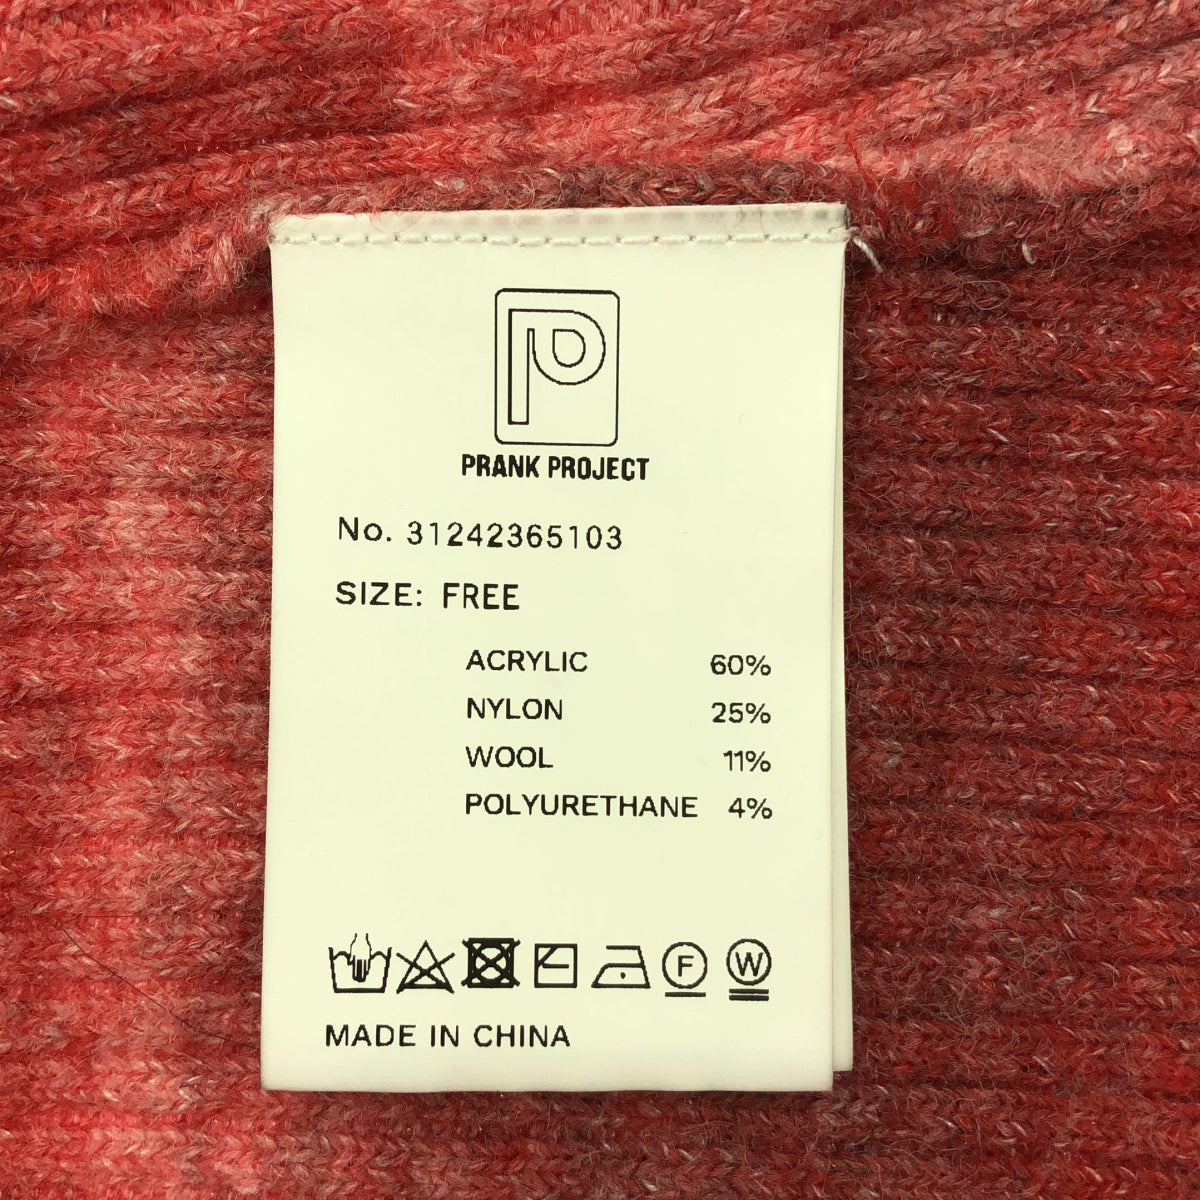 P
PRANK PROJECT
No. 31242365103
SIZE: FREE
ACRYLIC 60%
NYLON 25%
WOOL 11%
POLYURETHANE 4%
F W
MADE IN CHINA